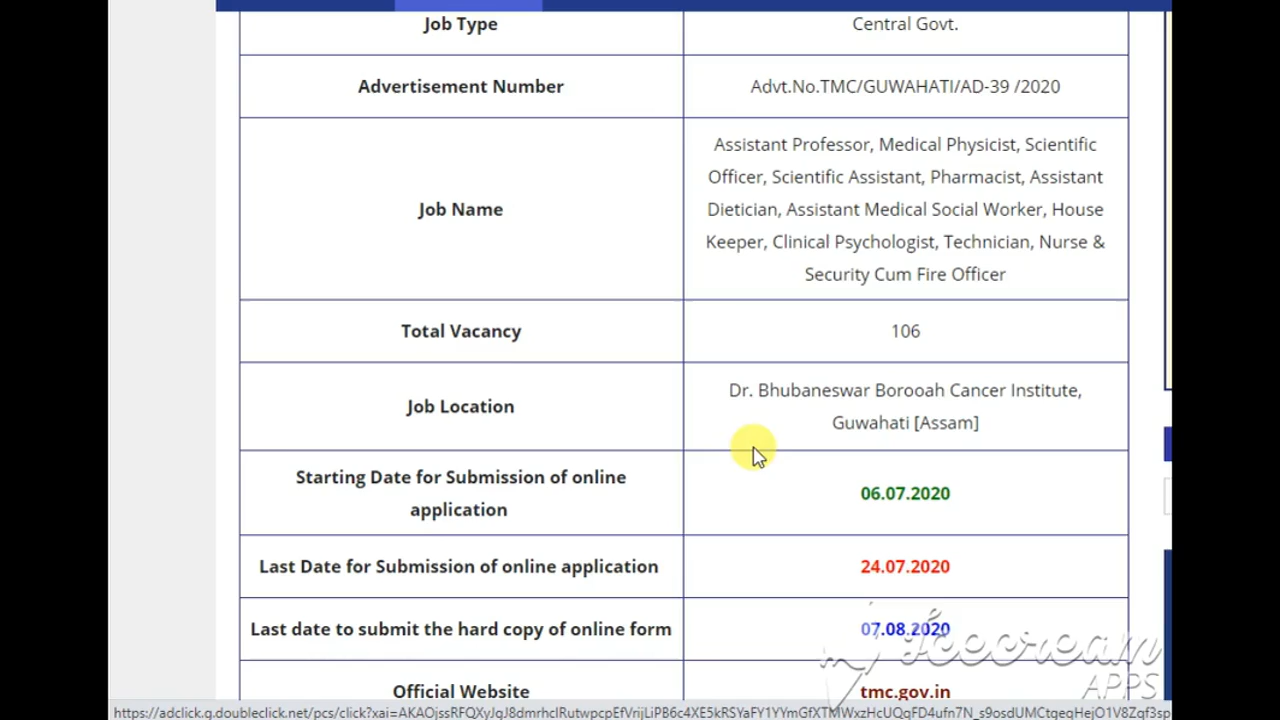 Job Type
Central Govt.
Advertisement Number
Advt.No.TMC/GUWAHATI/AD-39 /2020
Job Name
Assistant Professor, Medical Physicist, Scientific
Officer, Scientific Assistant, Pharmacist, Assistant
Dietician, Assistant Medical Social Worker, House
Keeper, Clinical Psychologist, Technician, Nurse &
Security Cum Fire Officer
Total Vacancy
106
Job Location
Dr. Bhubaneswar Borooah Cancer Institute,
Guwahati [Assam]
Starting Date for Submission of online
application
06.07.2020
Last Date for Submission of online application
24.07.2020
Last date to submit the hard copy of online form
07.08.2020
Official Website
tmc.gov.in
Icecream
APPS